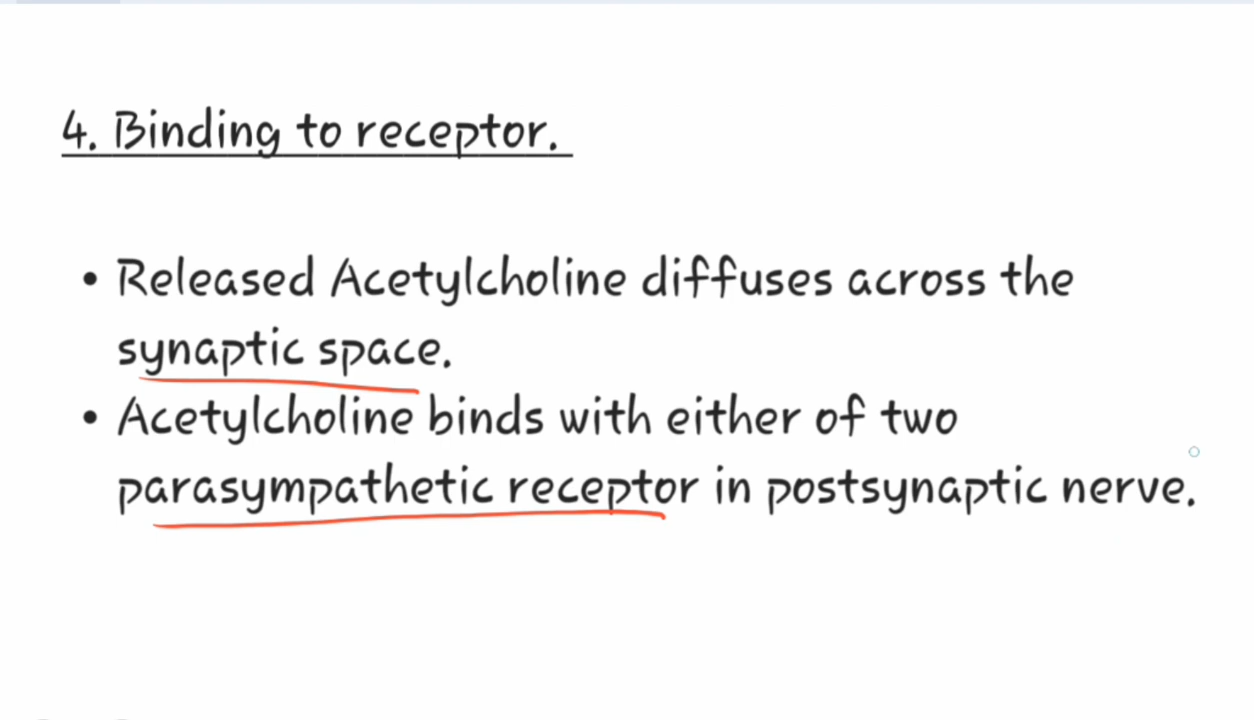 4. Binding to receptor.
• Released Acetylcholine diffuses across the
synaptic space.
• Acetylcholine binds with either of two
parasympathetic receptor in postsynaptic nerve.